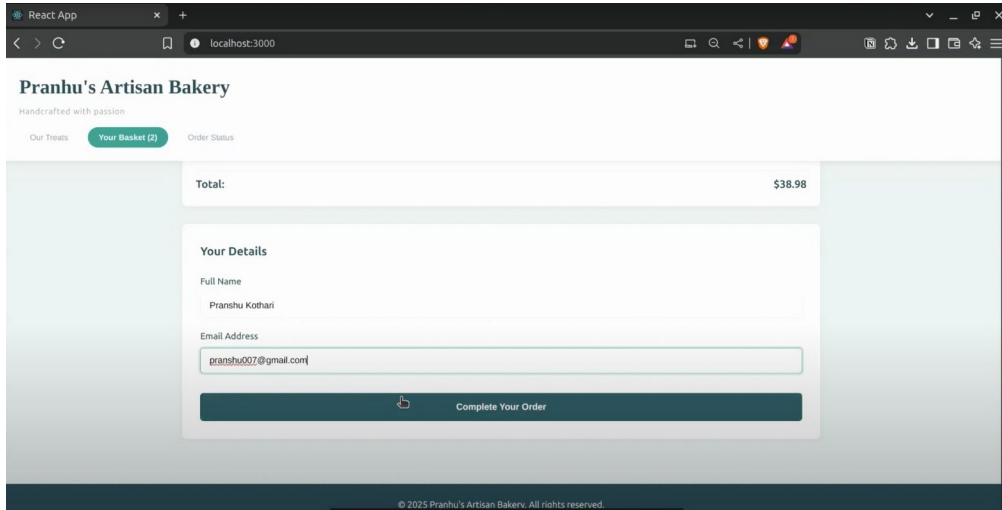 React App
localhost:3000
Pranhu's Artisan Bakery
Handcrafted with passion
Our Treats Your Basket (2) Order Status
Total: $38.98
Your Details
Full Name
Pranshu Kothari
Email Address
pranshu007@gmail.com
Complete Your Order
© 2025 Pranhu's Artisan Bakery. All rights reserved.